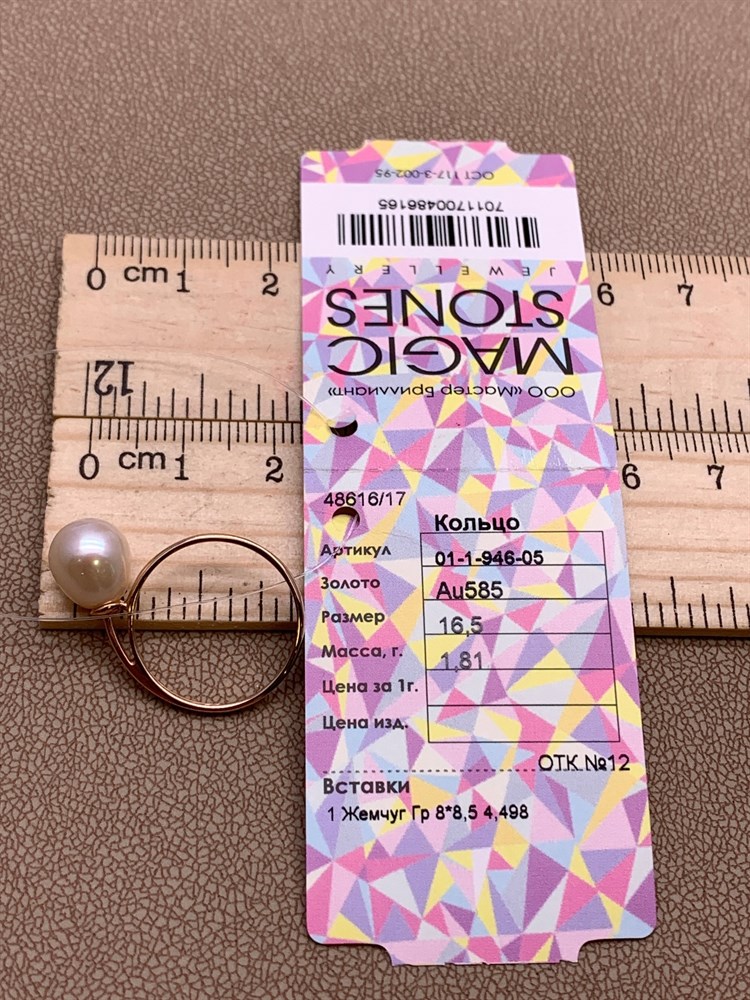 ОСТ 117-3-002-95
7011700486165
JEWELLERY
MAGIC
STONES
ООО «Мастер Бриллиант»
0 cm 1 2 6 7
12
0 cm 1 2 6 7
48616/17
Кольцо
Артикул 01-1-946-05
Золото Au585
Размер 16,5
Масса, г. 1,81
Цена за 1г.
Цена изд.
ОТК №12
Вставки
1 Жемчуг Гр 8*8,5 4,498